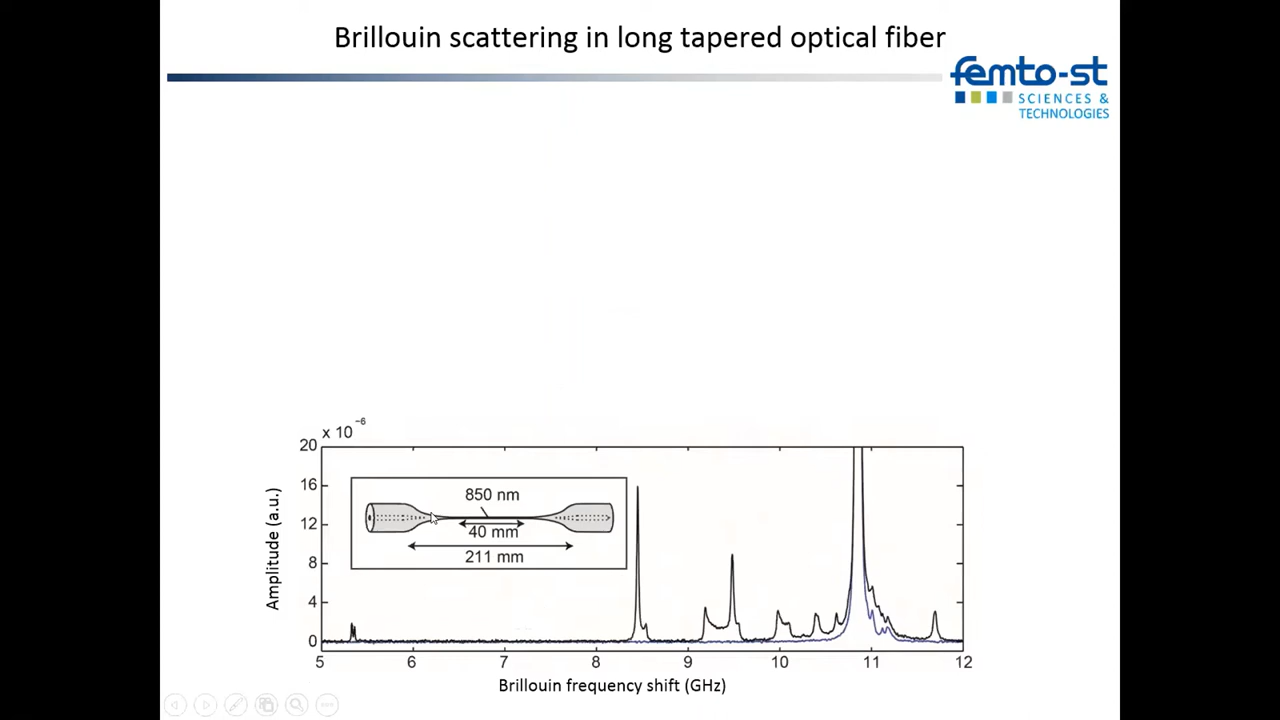 Brillouin scattering in long tapered optical fiber
femto-st
SCIENCES &
TECHNOLOGIES
x 10⁻⁶
20
16
12
8
4
0
Amplitude (a.u.)
850 nm
40 mm
211 mm
5 6 7 8 9 10 11 12
Brillouin frequency shift (GHz)